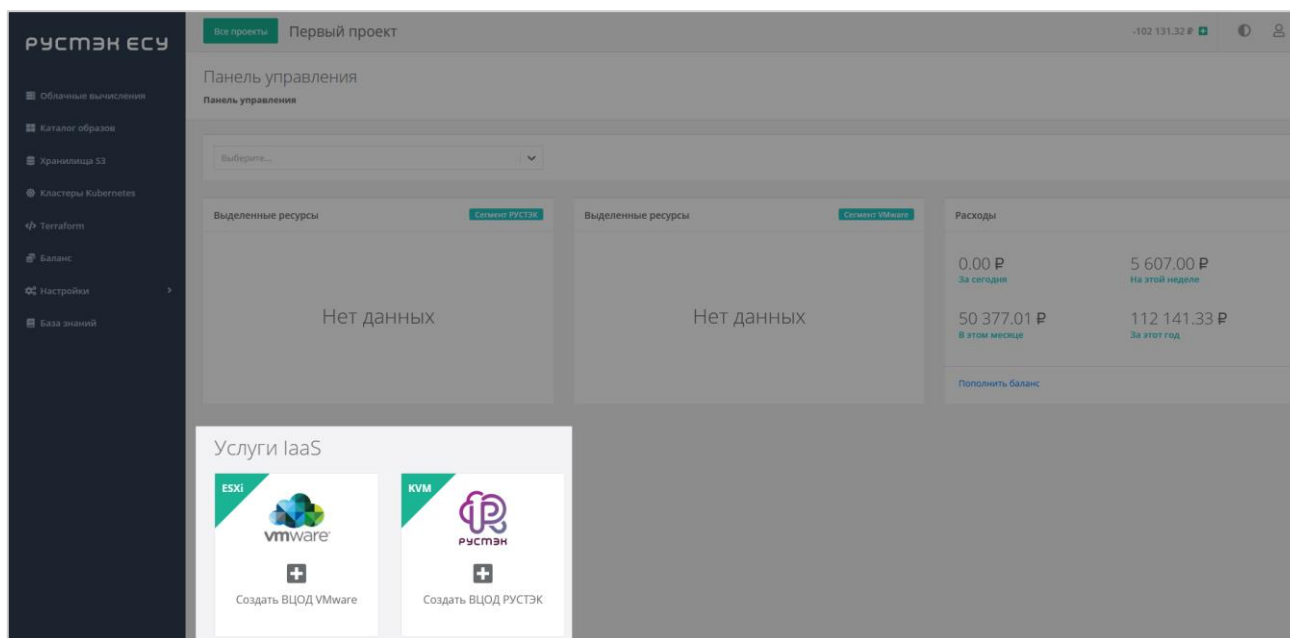 РУСТЭК ЕСУ
Все проекты Первый проект -102 131.32 ₽
Панель управления
Панель управления
Облачные вычисления
Каталог образов
Хранилища S3
Кластеры Kubernetes
Terraform
Баланс
Настройки
База знаний
Выберите...
Выделенные ресурсы Сегмент РУСТЭК
Нет данных
Выделенные ресурсы Сегмент VMware
Нет данных
Расходы
0.00 ₽ 5 607.00 ₽
За сегодня На этой неделе
50 377.01 ₽ 112 141.33 ₽
В этом месяце За этот год
Пополнить баланс
Услуги IaaS
ESXi
vmware
Создать ВЦОД VMware
KVM
РУСТЭК
Создать ВЦОД РУСТЭК